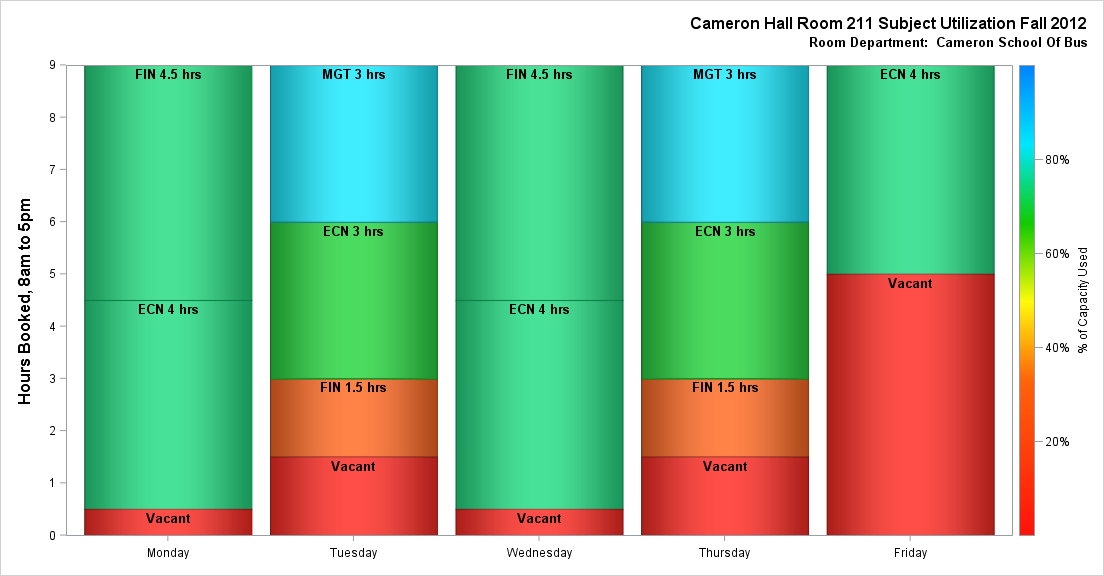 Cameron Hall Room 211 Subject Utilization Fall 2012
Room Department:  Cameron School Of Bus
Hours Booked, 8am to 5pm
9
8
7
6
5
4
3
2
1
0
FIN 4.5 hrs
ECN 4 hrs
Vacant
MGT 3 hrs
ECN 3 hrs
FIN 1.5 hrs
Vacant
FIN 4.5 hrs
ECN 4 hrs
Vacant
MGT 3 hrs
ECN 3 hrs
FIN 1.5 hrs
Vacant
ECN 4 hrs
Vacant
Monday
Tuesday
Wednesday
Thursday
Friday
80%
60%
40%
20%
% of Capacity Used